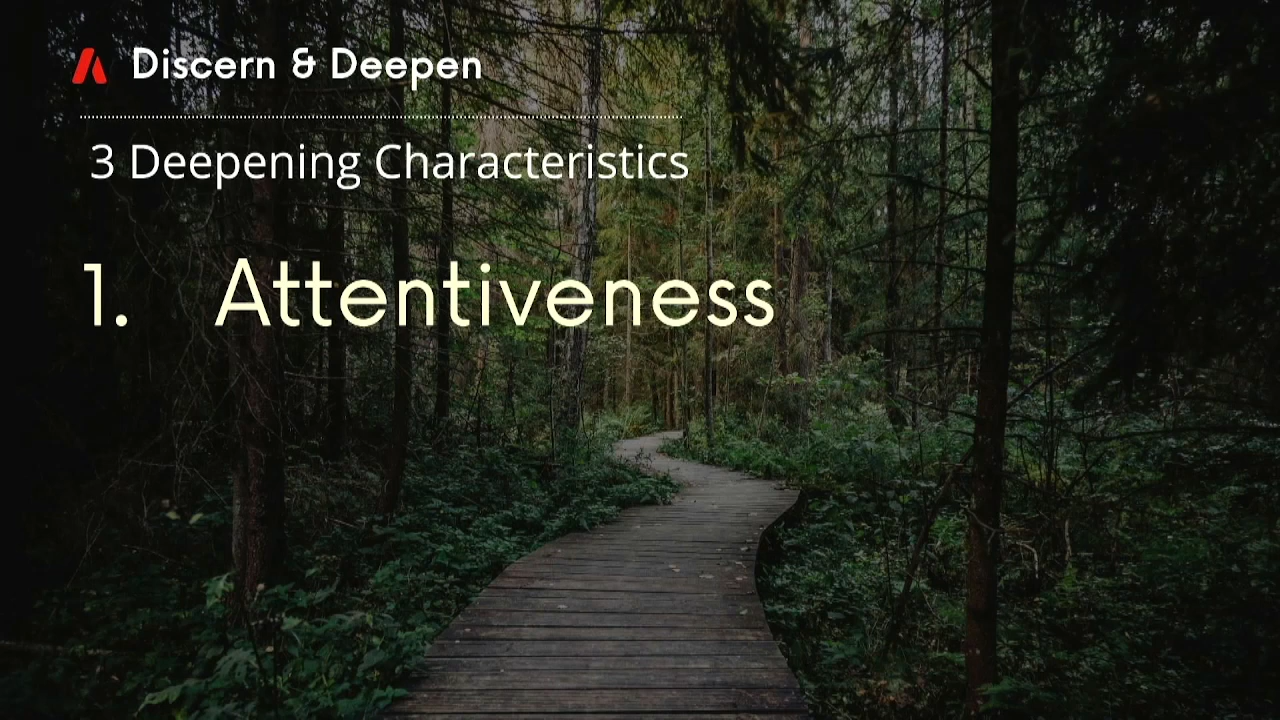 Discern & Deepen
3 Deepening Characteristics
1. Attentiveness